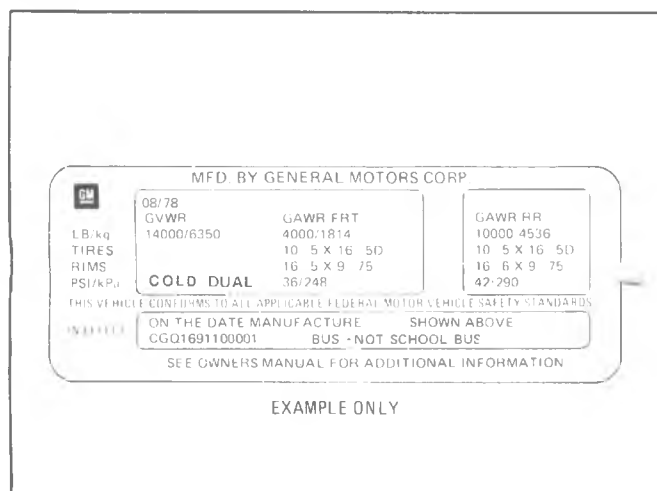 MFD. BY GENERAL MOTORS CORP
GM
08/78
GVWR GAWR FRT GAWR RR
LB/kg 14000/6350 4000/1814 10000 4536
TIRES 10 5 X 16 5D 10 5 X 16 5D
RIMS 16 5 X 9 75 16 6 X 9 75
PSI/kPa COLD DUAL 36/248 42·290
THIS VEHICLE CONFORMS TO ALL APPLICABLE FEDERAL MOTOR VEHICLE SAFETY STANDARDS
IN EFFECT ON THE DATE MANUFACTURE SHOWN ABOVE
CGQ1691100001 BUS - NOT SCHOOL BUS
SEE OWNERS MANUAL FOR ADDITIONAL INFORMATION
EXAMPLE ONLY